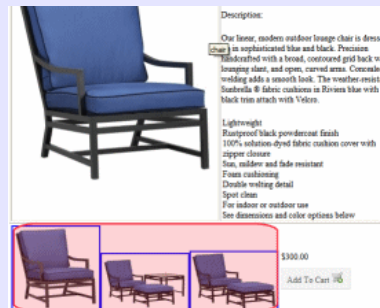 Description:
Our linear, modern outdoor lounge chair is dress
in sophisticated blue and black. Precision
chair
handcrafted with a broad, contoured grid back w
lounging slant, and open, curved arms. Conceale
welding adds a smooth look. The weather-resist
Sunbrella ® fabric cushions in Riviera blue with
black trim attach with Velcro.
Lightweight
Rustproof black powdercoat finish
100% solution-dyed fabric cushion cover with
zipper closure
Sun, mildew and fade resistant
Foam cushioning
Double welting detail
Spot clean
For indoor or outdoor use
See dimensions and color options below
$300.00
Add To Cart